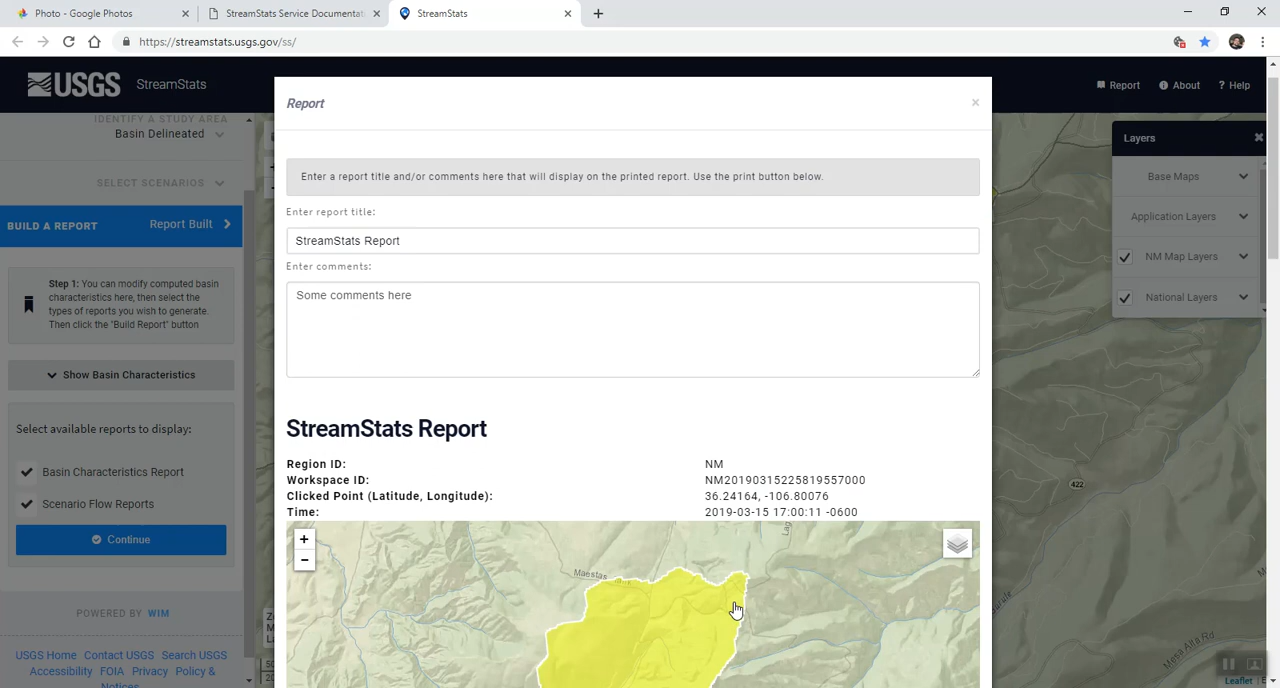 Photo - Google Photos
StreamStats Service Documentat
StreamStats
https://streamstats.usgs.gov/ss/
USGS
StreamStats
Report
About
? Help
IDENTIFY A STUDY AREA
Basin Delineated
SELECT SCENARIOS
BUILD A REPORT
Report Built
Step 1: You can modify computed basin
characteristics here, then select the
types of reports you wish to generate.
Then click the "Build Report" button
Show Basin Characteristics
Select available reports to display:
Basin Characteristics Report
Scenario Flow Reports
Continue
POWERED BY WIM
USGS Home Contact USGS Search USGS
Accessibility FOIA Privacy Policy &
Notices
Report
×
Enter a report title and/or comments here that will display on the printed report. Use the print button below.
Enter report title:
StreamStats Report
Enter comments:
Some comments here
StreamStats Report
Region ID: NM
Workspace ID: NM20190315225819557000
Clicked Point (Latitude, Longitude): 36.24164, -106.80076
Time: 2019-03-15 17:00:11 -0600
+
−
Maestas
Layers
Base Maps
Application Layers
NM Map Layers
National Layers
422
Mesa Alta Rd
Leaflet